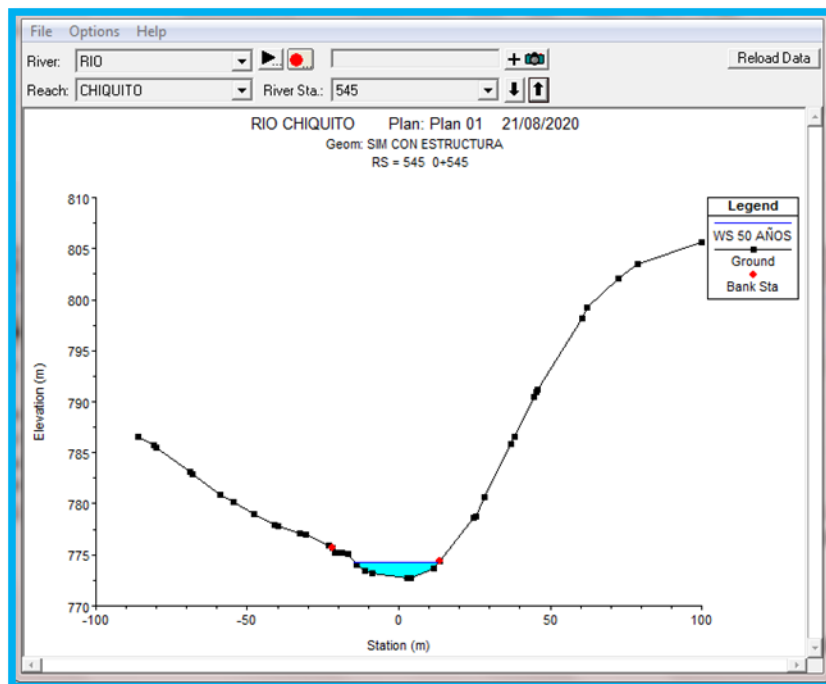 File Options Help
River: RIO Reload Data
Reach: CHIQUITO River Sta.: 545
RIO CHIQUITO Plan: Plan 01 21/08/2020
Geom: SIM CON ESTRUCTURA
RS = 545 0+545
Legend
WS 50 AÑOS
Ground
Bank Sta
Elevation (m)
810
805
800
795
790
785
780
775
770
-100 -50 0 50 100
Station (m)